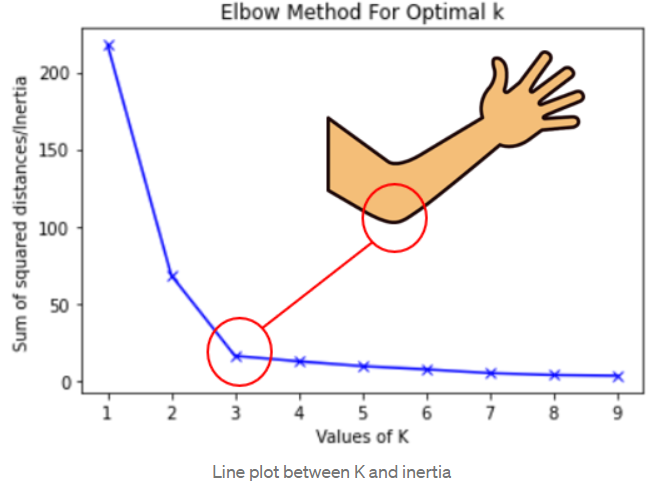 Elbow Method For Optimal k
Sum of squared distances/Inertia
200
150
100
50
0
1 2 3 4 5 6 7 8 9
Values of K
Line plot between K and inertia